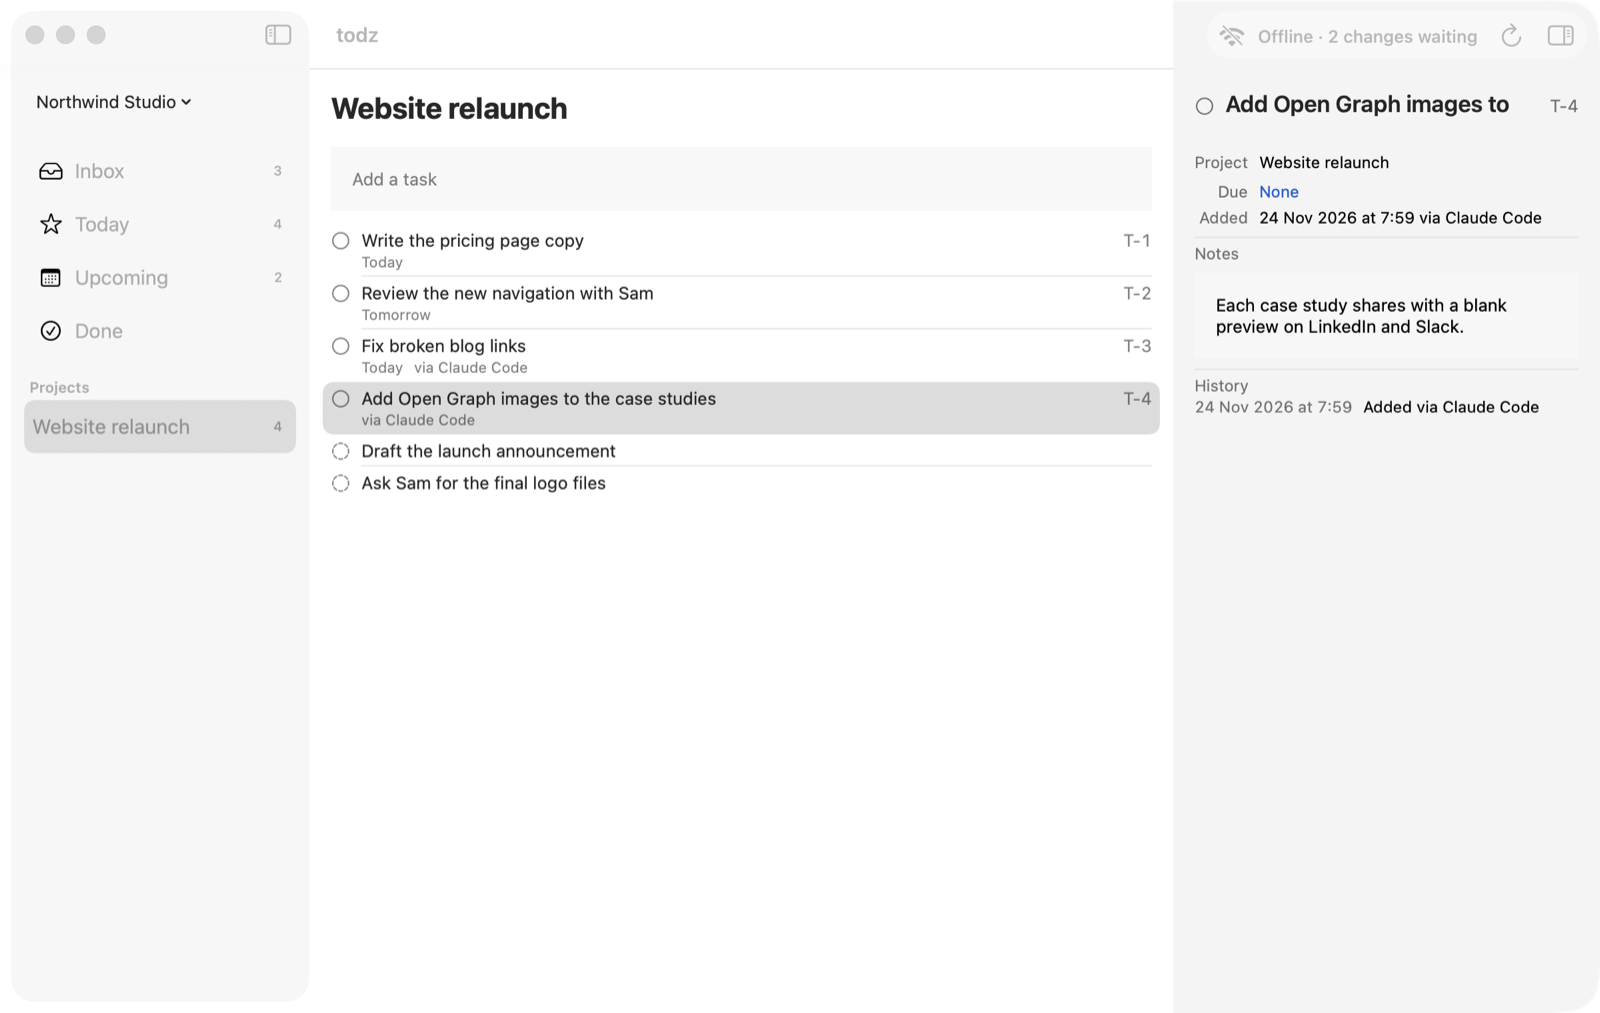 todz
Offline · 2 changes waiting
Northwind Studio
Inbox 3
Today 4
Upcoming 2
Done
Projects
Website relaunch 4
Website relaunch
Add a task
Write the pricing page copy T-1
Today
Review the new navigation with Sam T-2
Tomorrow
Fix broken blog links T-3
Today via Claude Code
Add Open Graph images to the case studies T-4
via Claude Code
Draft the launch announcement
Ask Sam for the final logo files
Add Open Graph images to T-4
Project Website relaunch
Due None
Added 24 Nov 2026 at 7:59 via Claude Code
Notes
Each case study shares with a blank
preview on LinkedIn and Slack.
History
24 Nov 2026 at 7:59 Added via Claude Code